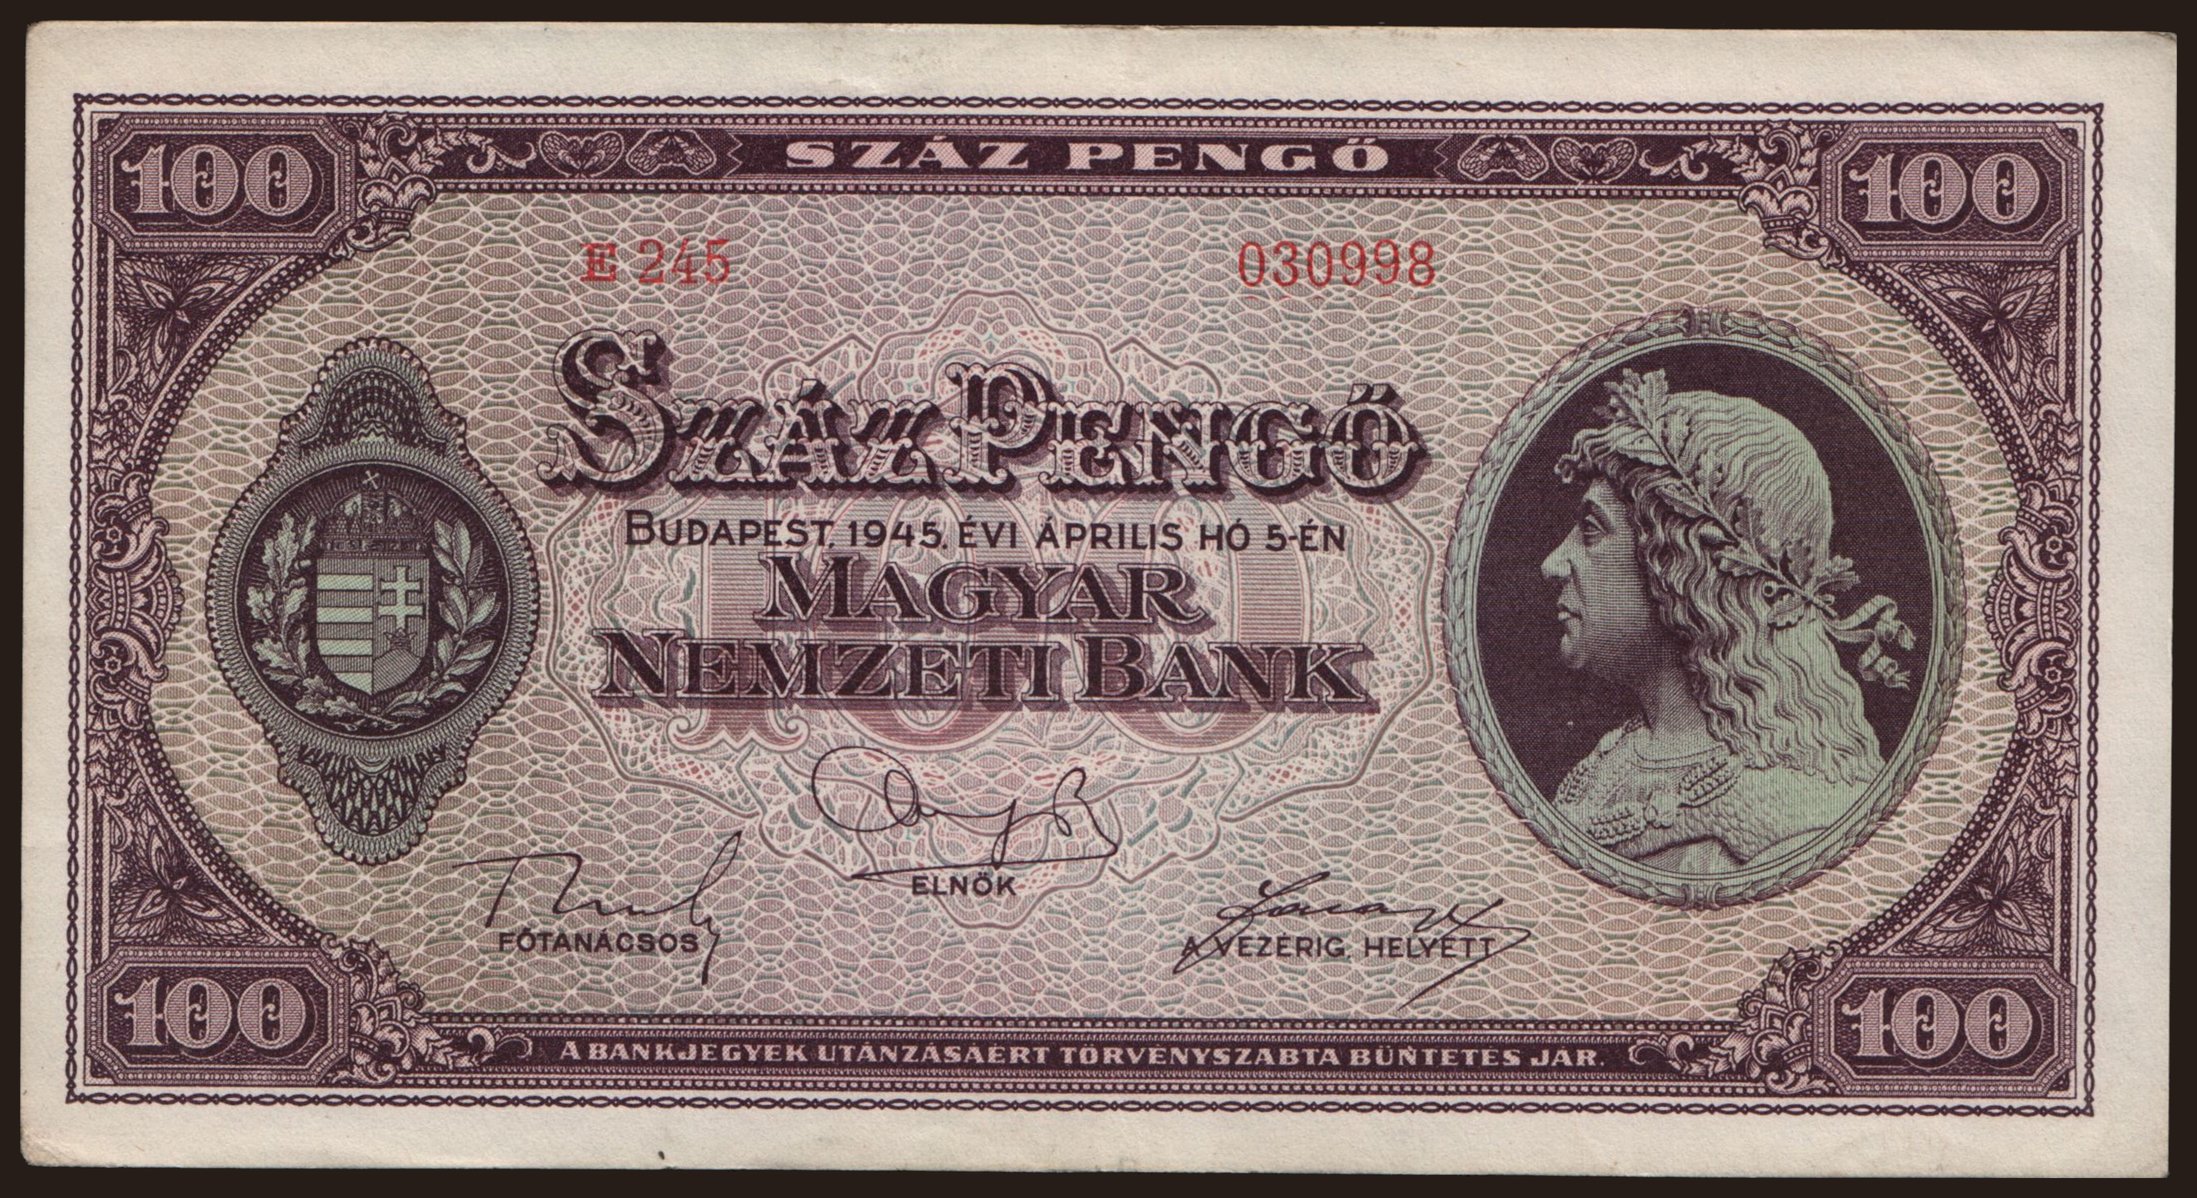 100 SZÁZ PENGŐ 100
E 245 030998
SZÁZ PENGŐ
BUDAPEST, 1945. ÉVI ÁPRILIS HÓ 5-ÉN
MAGYAR
NEMZETI BANK
100
ELNÖK
FŐTANÁCSOS A VEZÉRIG. HELYETT
100 A BANKJEGYEK UTÁNZÁSÁÉRT TÖRVÉNYSZABTA BÜNTETÉS JÁR. 100